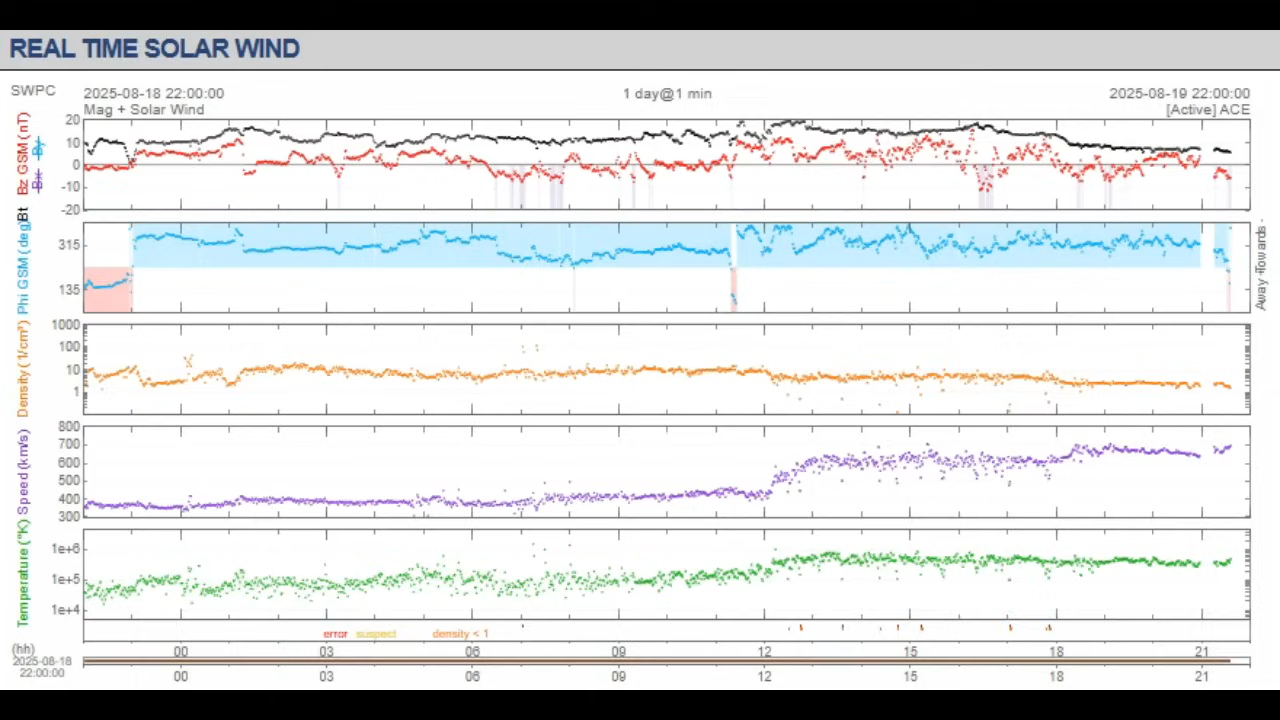 REAL TIME SOLAR WIND
SWPC
2025-08-18 22:00:00
1 day@1 min
2025-08-19 22:00:00
Mag + Solar Wind
[Active] ACE
Bt Bz GSM (nT)
Bx By
20
10
0
-10
-20
Phi GSM (deg)
315
135
Away -Towards -
Density (1/cm³)
1000
100
10
1
Speed (km/s)
800
700
600
500
400
300
Temperature (°K)
1e+6
1e+5
1e+4
error suspect density < 1
(hh)
00 03 06 09 12 15 18 21
2025-08-18
22:00:00
00 03 06 09 12 15 18 21